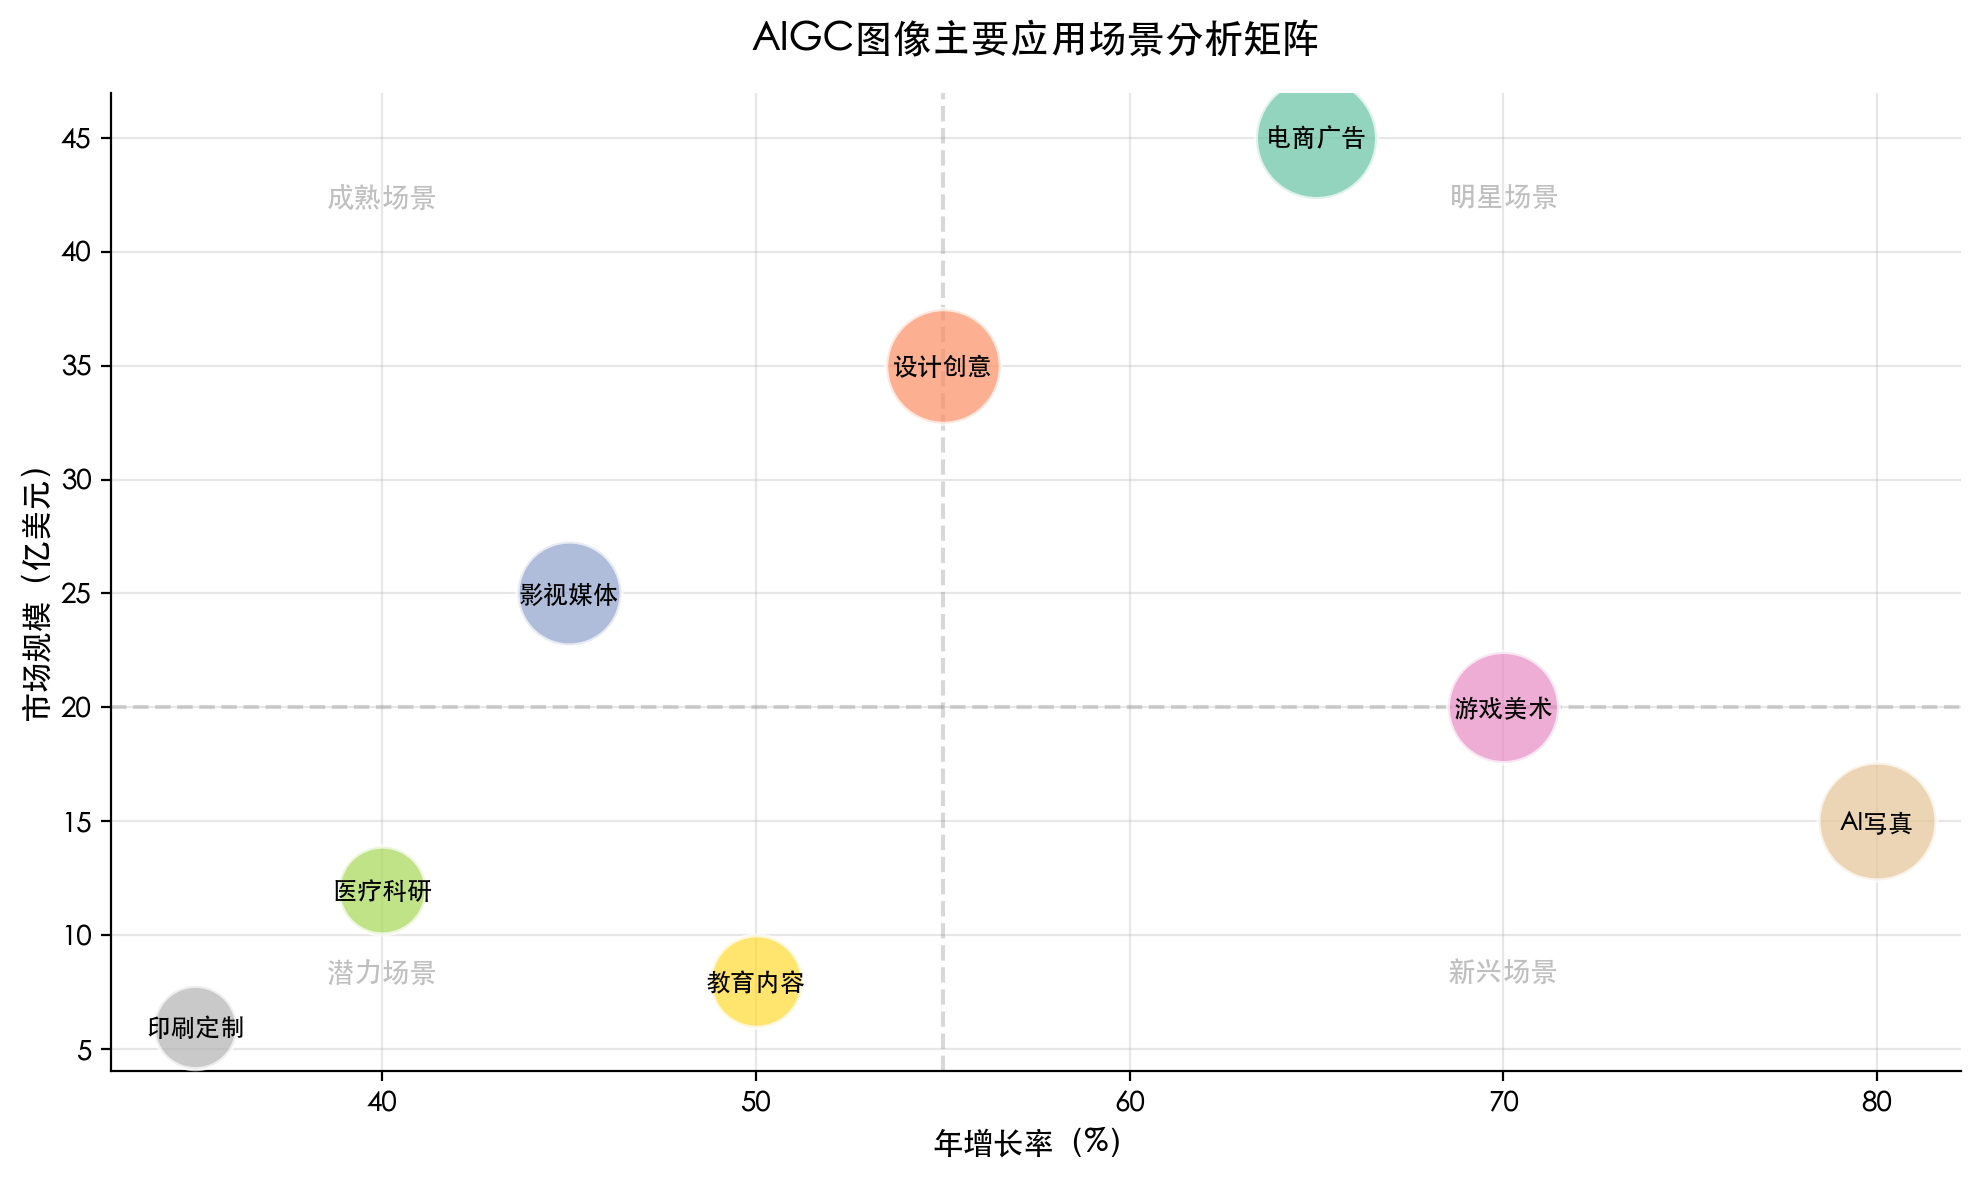 AIGC图像主要应用场景分析矩阵
市场规模（亿美元）
45
40
35
30
25
20
15
10
5
电商广告
成熟场景
明星场景
设计创意
影视媒体
游戏美术
AI写真
医疗科研
潜力场景
新兴场景
教育内容
印刷定制
40
50
60
70
80
年增长率（%）